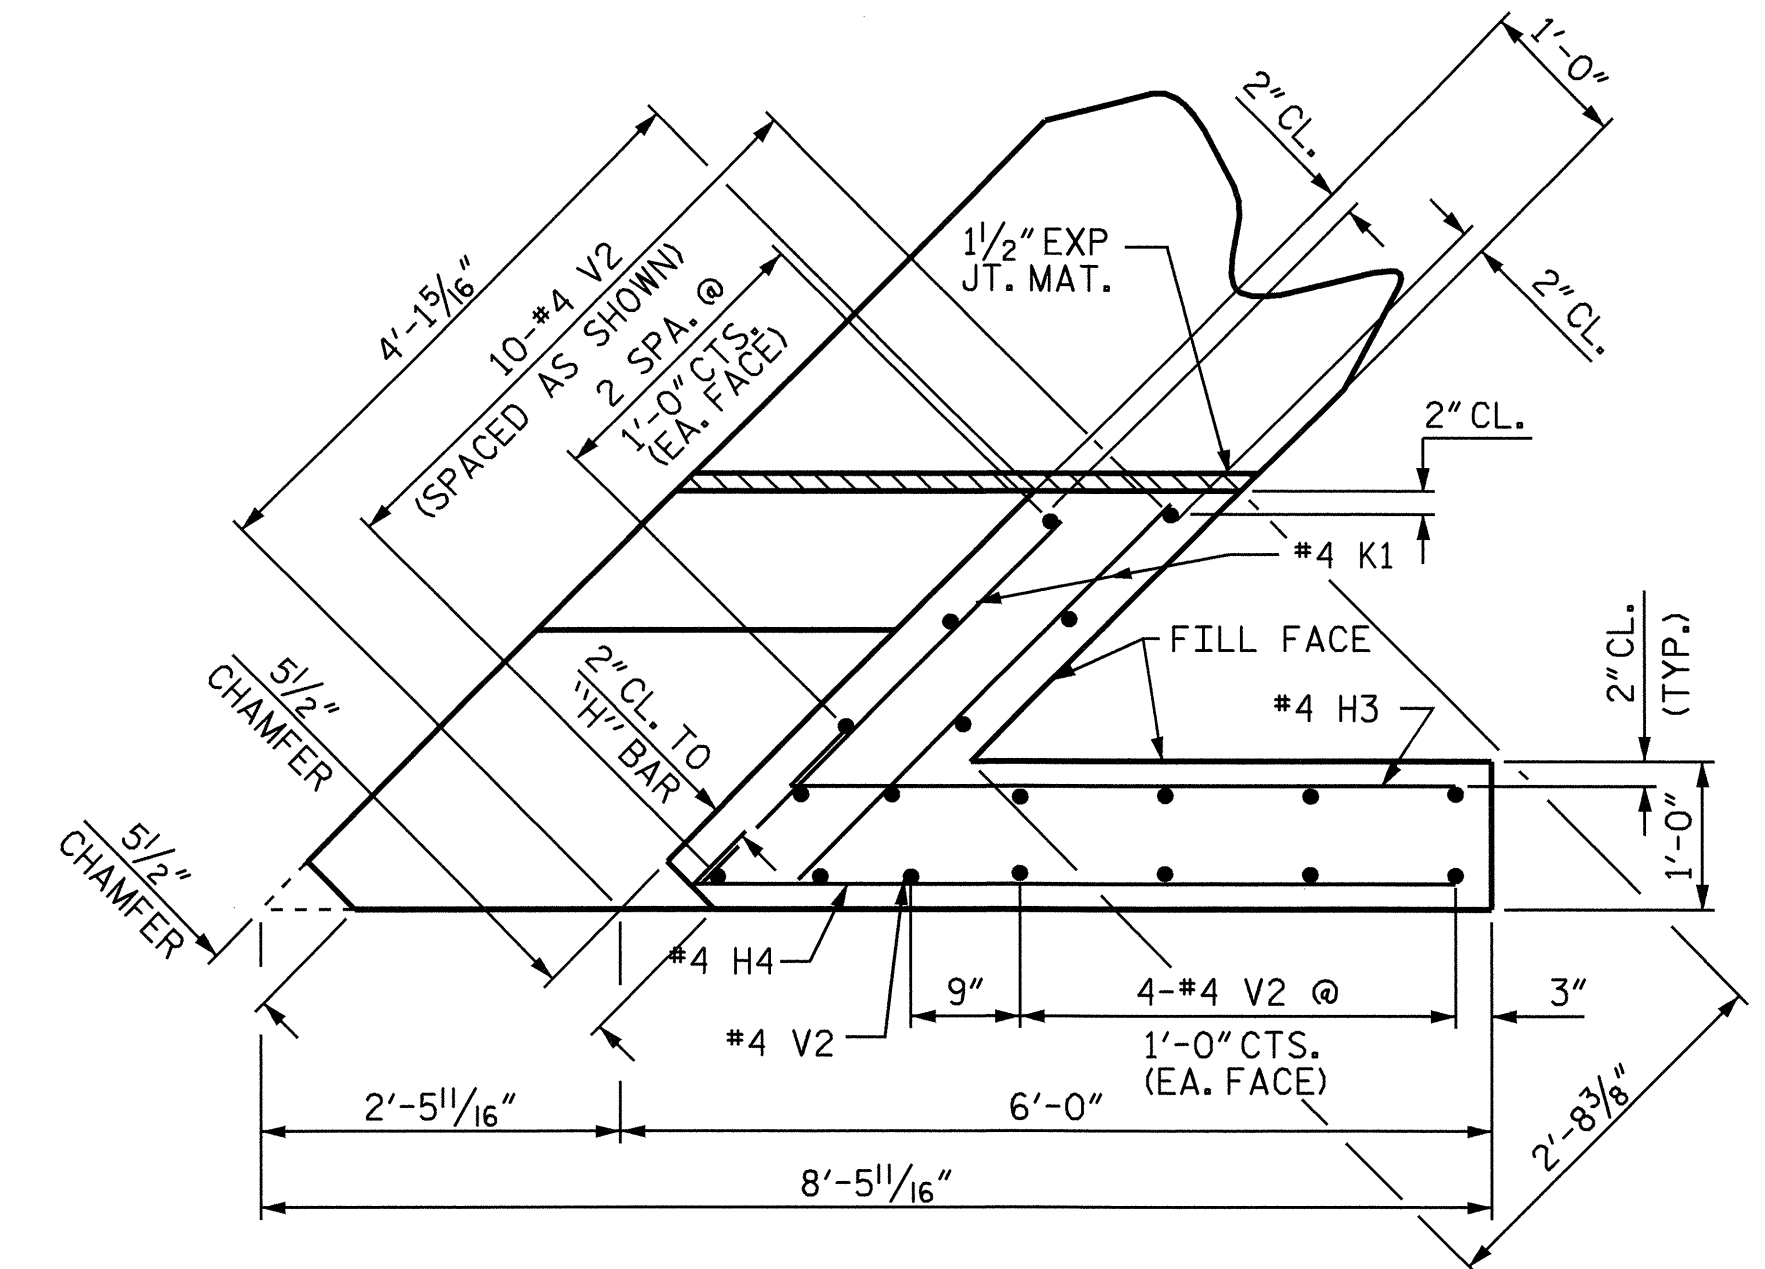 1'-0"
2" CL.
1 1/2" EXP
JT. MAT.
2" CL.
4'-1 5/16"
10-#4 V2
(SPACED AS SHOWN)
2 SPA. @
1'-0" CTS.
(EA. FACE)
2" CL.
#4 K1
FILL FACE
2" CL.
(TYP.)
#4 H3
5 1/2"
CHAMFER
2" CL. TO
"H" BAR
1'-0"
5 1/2"
CHAMFER
#4 H4
9"
4-#4 V2 @
1'-0" CTS.
(EA. FACE)
3"
#4 V2
2'-5 11/16"
6'-0"
2'-8 3/8"
8'-5 11/16"